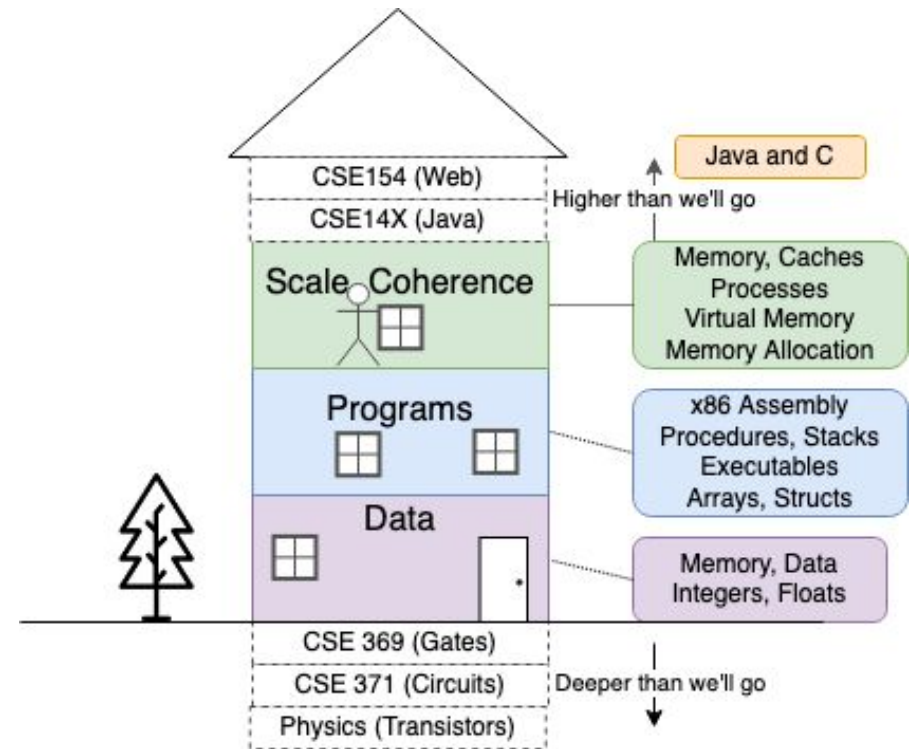 CSE154 (Web)
CSE14X (Java)
Java and C
Higher than we'll go
Scale Coherence
Memory, Caches
Processes
Virtual Memory
Memory Allocation
Programs
x86 Assembly
Procedures, Stacks
Executables
Arrays, Structs
Data
Memory, Data
Integers, Floats
CSE 369 (Gates)
CSE 371 (Circuits)
Deeper than we'll go
Physics (Transistors)